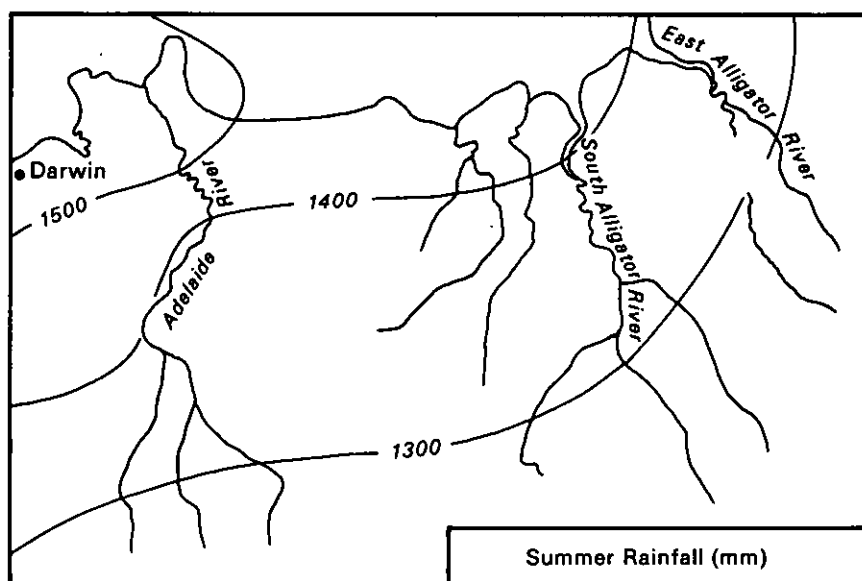 East Alligator River
Darwin
River
South Alligator River
1500
1400
Adelaide
1300
Summer Rainfall (mm)